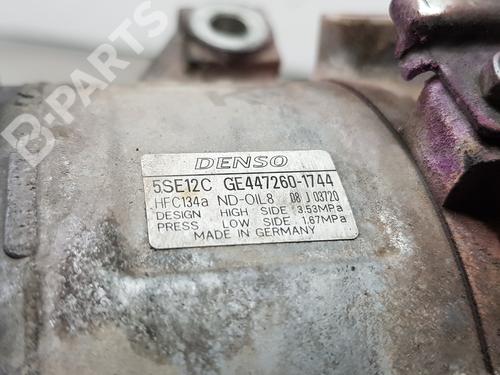 B-PARTS
DENSO
5SE12C GE447260-1744
HFC134a ND-OIL8 08 J 03720
DESIGN HIGH SIDE 3.53MPa
PRESS LOW SIDE 1.67MPa
MADE IN GERMANY